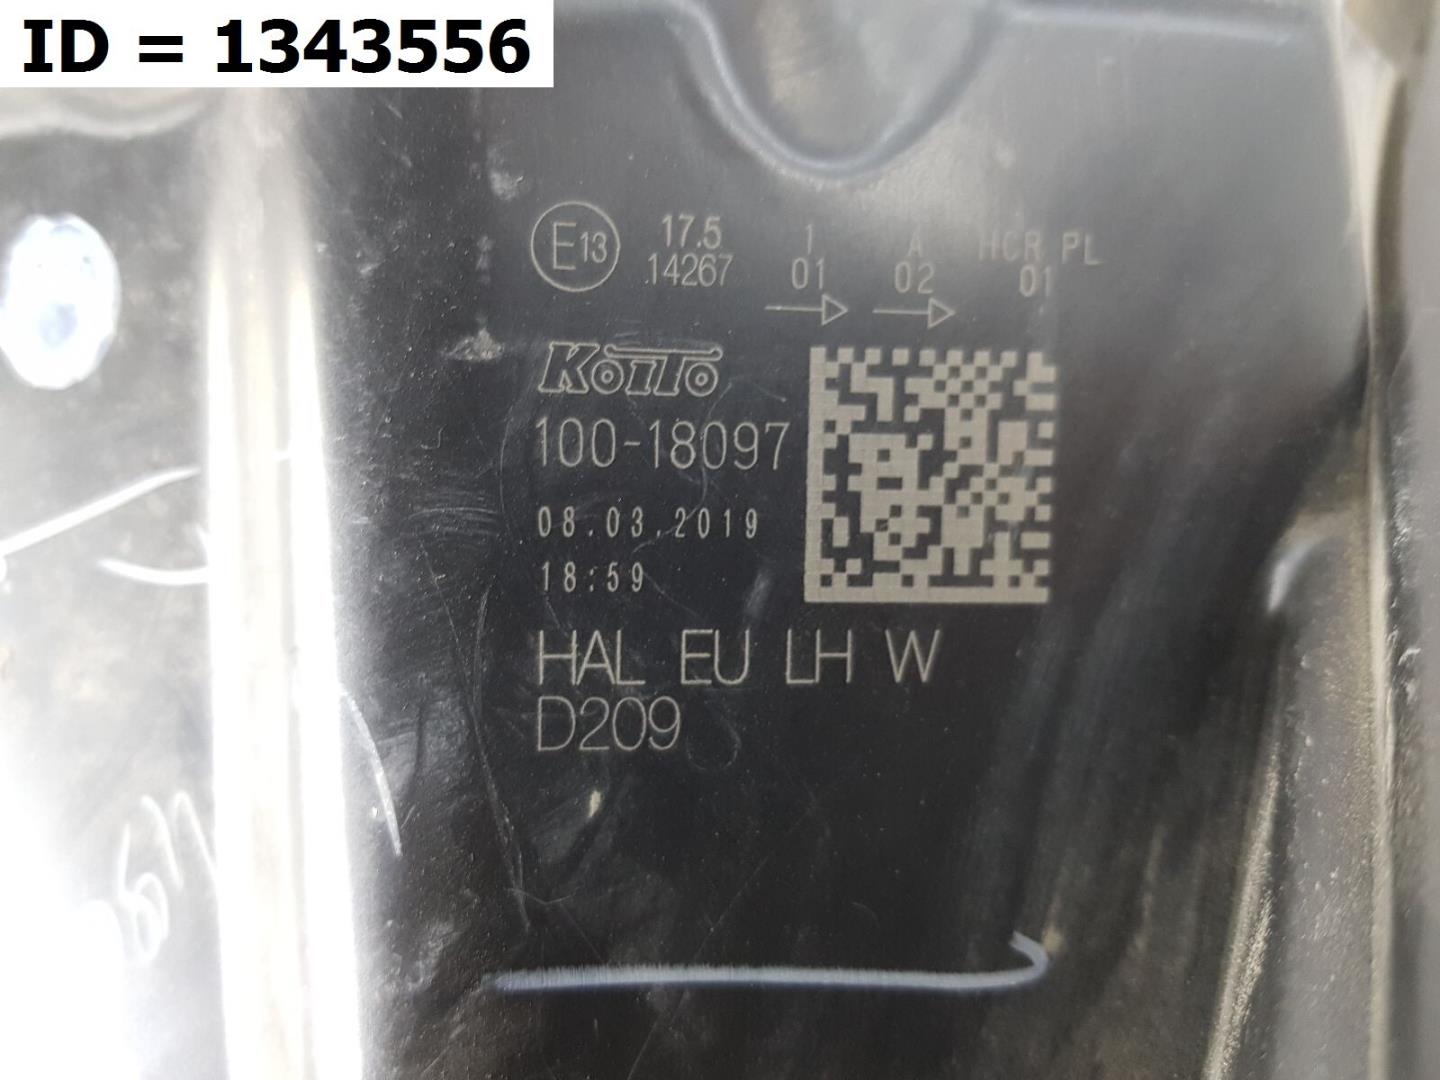 ID = 1343556
E13 17.5 1 A HCR PL
14267 01 02 01
KOITO
100-18097
08.03.2019
18:59
HAL EU LH W
D209